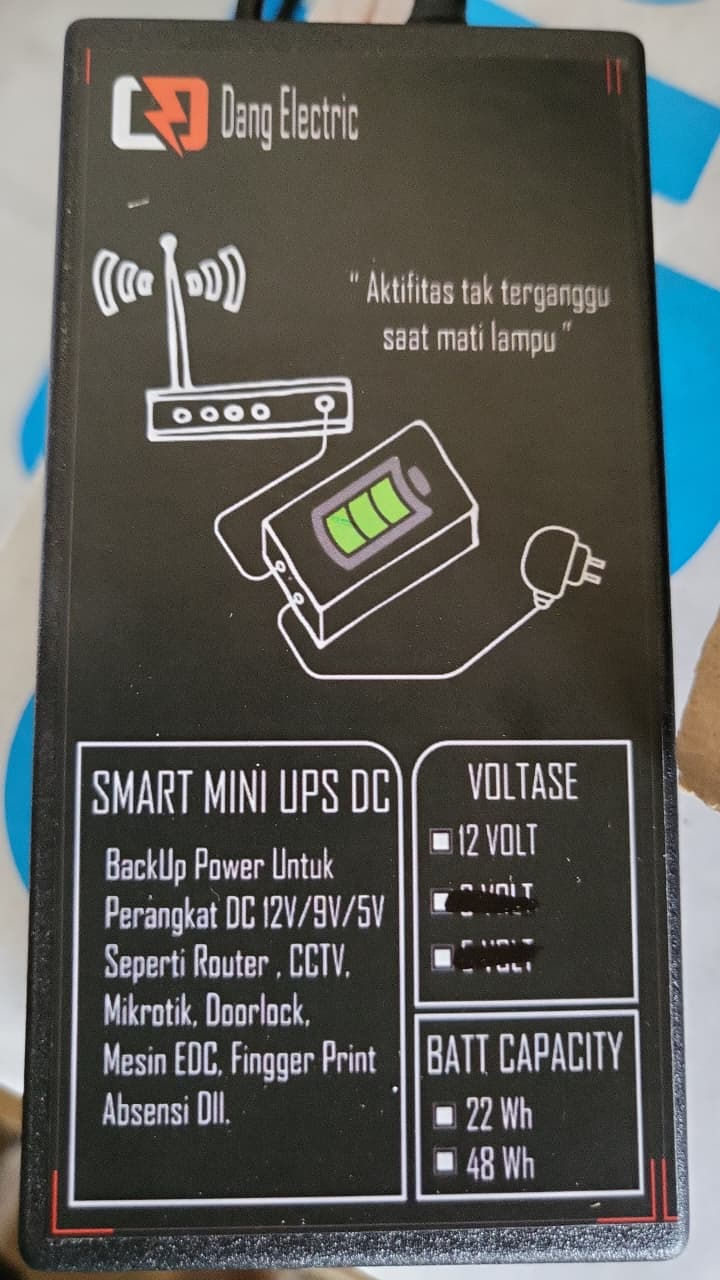 Dang Electric
" Aktifitas tak terganggu
saat mati lampu "
SMART MINI UPS DC
BackUp Power Untuk
Perangkat DC 12V/9V/5V
Seperti Router , CCTV,
Mikrotik, Doorlock,
Mesin EDC, Fingger Print
Absensi Dll.
VOLTASE
12 VOLT
VOLT
VOLT
BATT CAPACITY
22 Wh
48 Wh